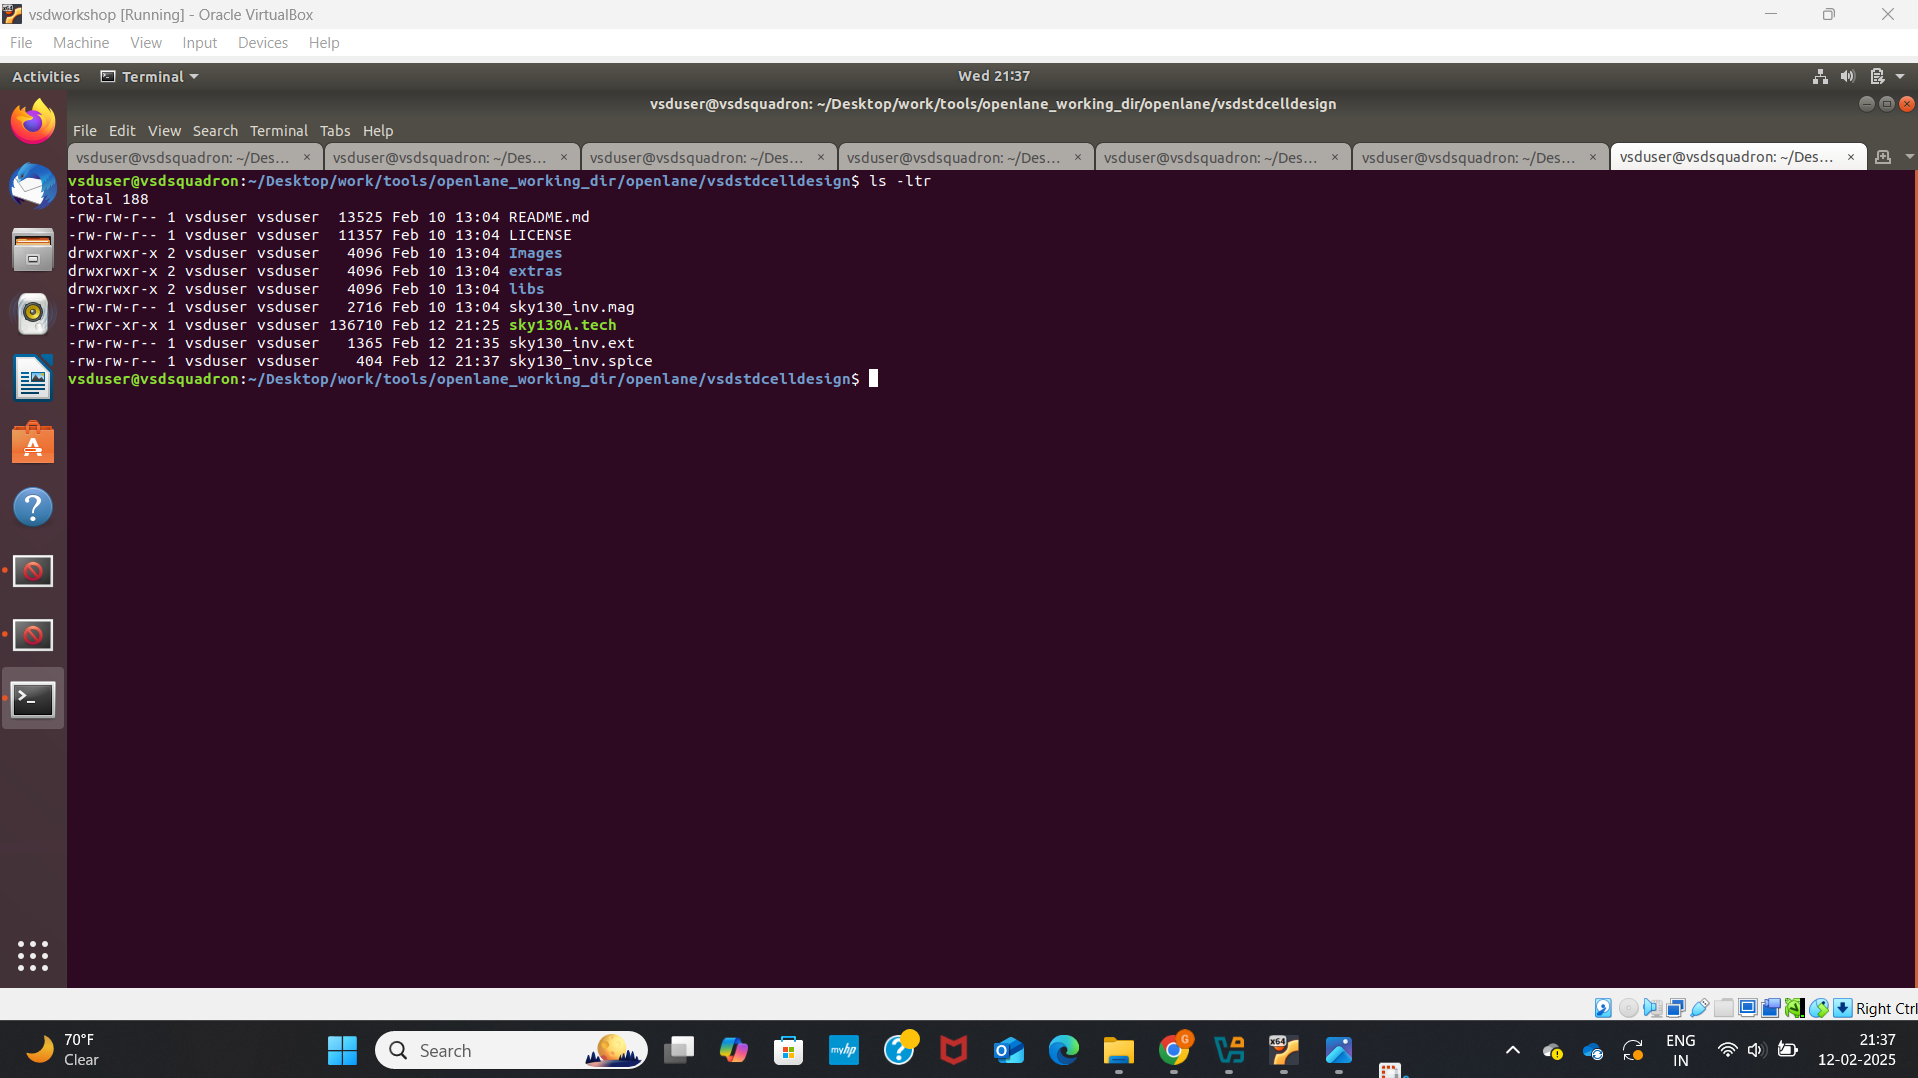 vsdworkshop [Running] - Oracle VirtualBox
File Machine View Input Devices Help
Activities Terminal Wed 21:37
vsduser@vsdsquadron: ~/Desktop/work/tools/openlane_working_dir/openlane/vsdstdcelldesign
File Edit View Search Terminal Tabs Help
vsduser@vsdsquadron: ~/Des... × vsduser@vsdsquadron: ~/Des... × vsduser@vsdsquadron: ~/Des... × vsduser@vsdsquadron: ~/Des... × vsduser@vsdsquadron: ~/Des... × vsduser@vsdsquadron: ~/Des... × vsduser@vsdsquadron: ~/Des... ×
vsduser@vsdsquadron:~/Desktop/work/tools/openlane_working_dir/openlane/vsdstdcelldesign$ ls -ltr
total 188
-rw-rw-r-- 1 vsduser vsduser  13525 Feb 10 13:04 README.md
-rw-rw-r-- 1 vsduser vsduser  11357 Feb 10 13:04 LICENSE
drwxrwxr-x 2 vsduser vsduser   4096 Feb 10 13:04 Images
drwxrwxr-x 2 vsduser vsduser   4096 Feb 10 13:04 extras
drwxrwxr-x 2 vsduser vsduser   4096 Feb 10 13:04 libs
-rw-rw-r-- 1 vsduser vsduser   2716 Feb 10 13:04 sky130_inv.mag
-rwxr-xr-x 1 vsduser vsduser 136710 Feb 12 21:25 sky130A.tech
-rw-rw-r-- 1 vsduser vsduser   1365 Feb 12 21:35 sky130_inv.ext
-rw-rw-r-- 1 vsduser vsduser    404 Feb 12 21:37 sky130_inv.spice
vsduser@vsdsquadron:~/Desktop/work/tools/openlane_working_dir/openlane/vsdstdcelldesign$
Right Ctrl
70°F
Clear
Search
myhp
G
x64
ENG
IN
21:37
12-02-2025